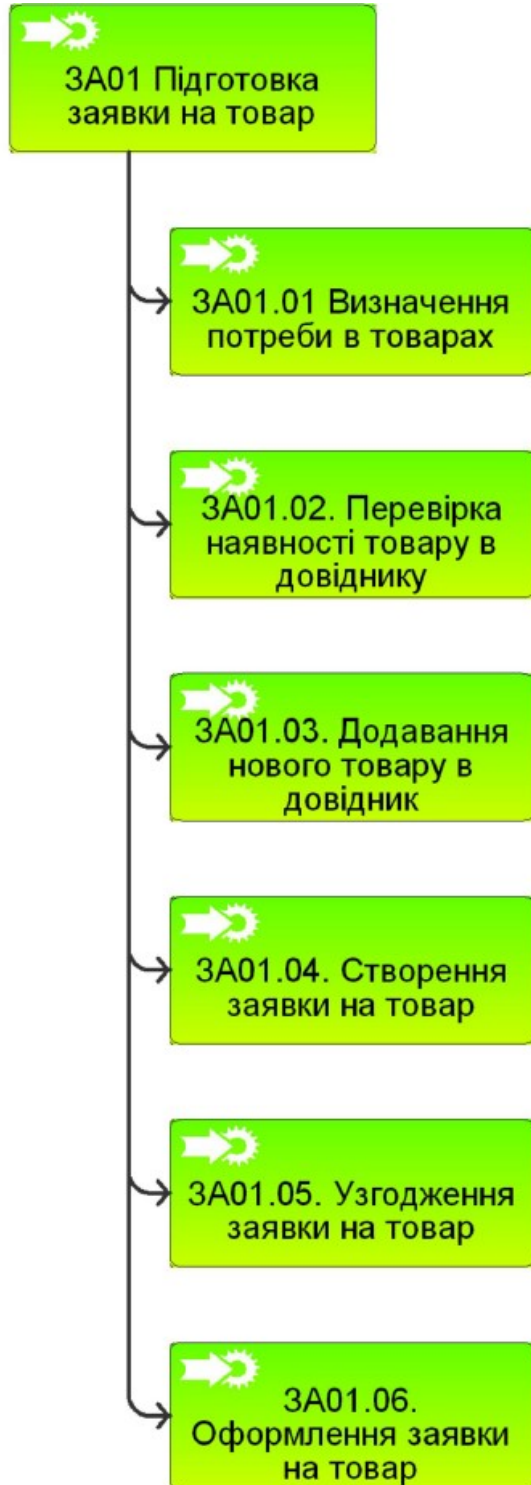 ЗА01 Підготовка
заявки на товар
ЗА01.01 Визначення
потреби в товарах
ЗА01.02. Перевірка
наявності товару в
довіднику
ЗА01.03. Додавання
нового товару в
довідник
ЗА01.04. Створення
заявки на товар
ЗА01.05. Узгодження
заявки на товар
ЗА01.06.
Оформлення заявки
на товар